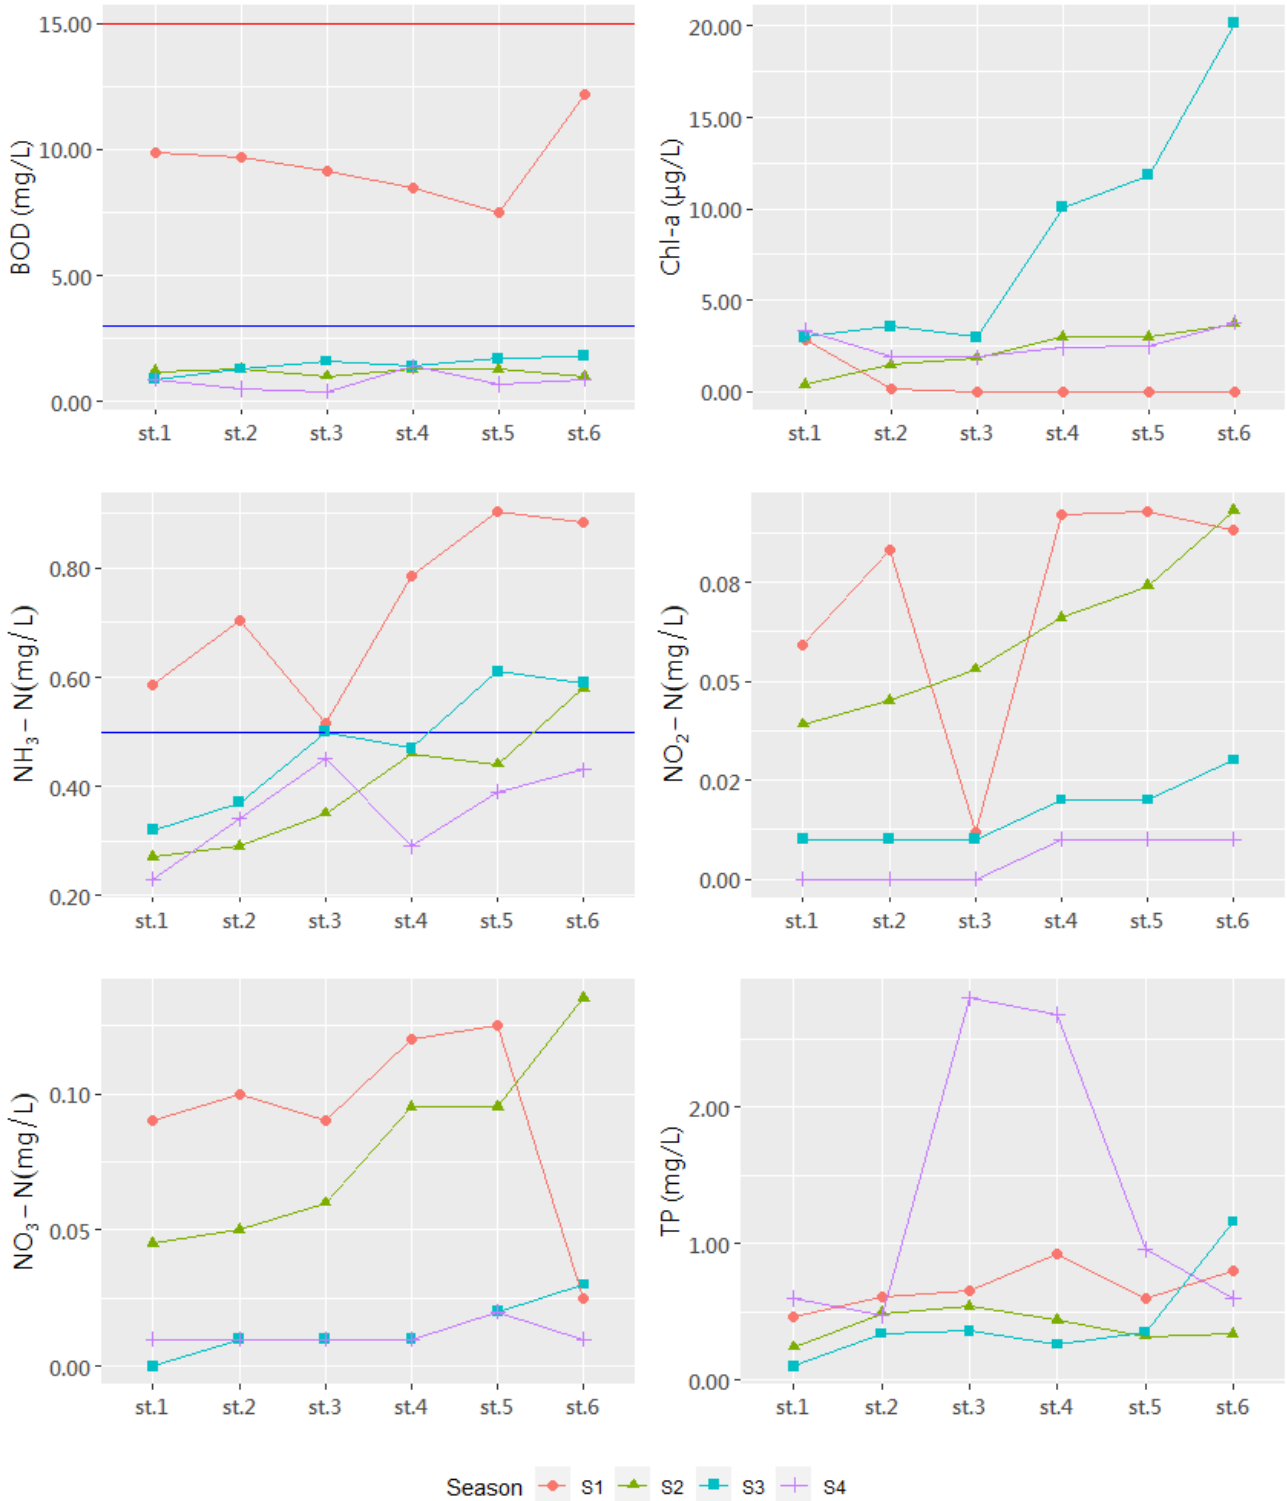 BOD (mg/L)
15.00
10.00
5.00
0.00
st.1 st.2 st.3 st.4 st.5 st.6
Chl-a (µg/L)
20.00
15.00
10.00
5.00
0.00
st.1 st.2 st.3 st.4 st.5 st.6
NH₃ − N(mg/L)
0.80
0.60
0.40
0.20
st.1 st.2 st.3 st.4 st.5 st.6
NO₂ − N(mg/L)
0.08
0.05
0.02
0.00
st.1 st.2 st.3 st.4 st.5 st.6
NO₃ − N(mg/L)
0.10
0.05
0.00
st.1 st.2 st.3 st.4 st.5 st.6
TP (mg/L)
2.00
1.00
0.00
st.1 st.2 st.3 st.4 st.5 st.6
Season S1 S2 S3 S4